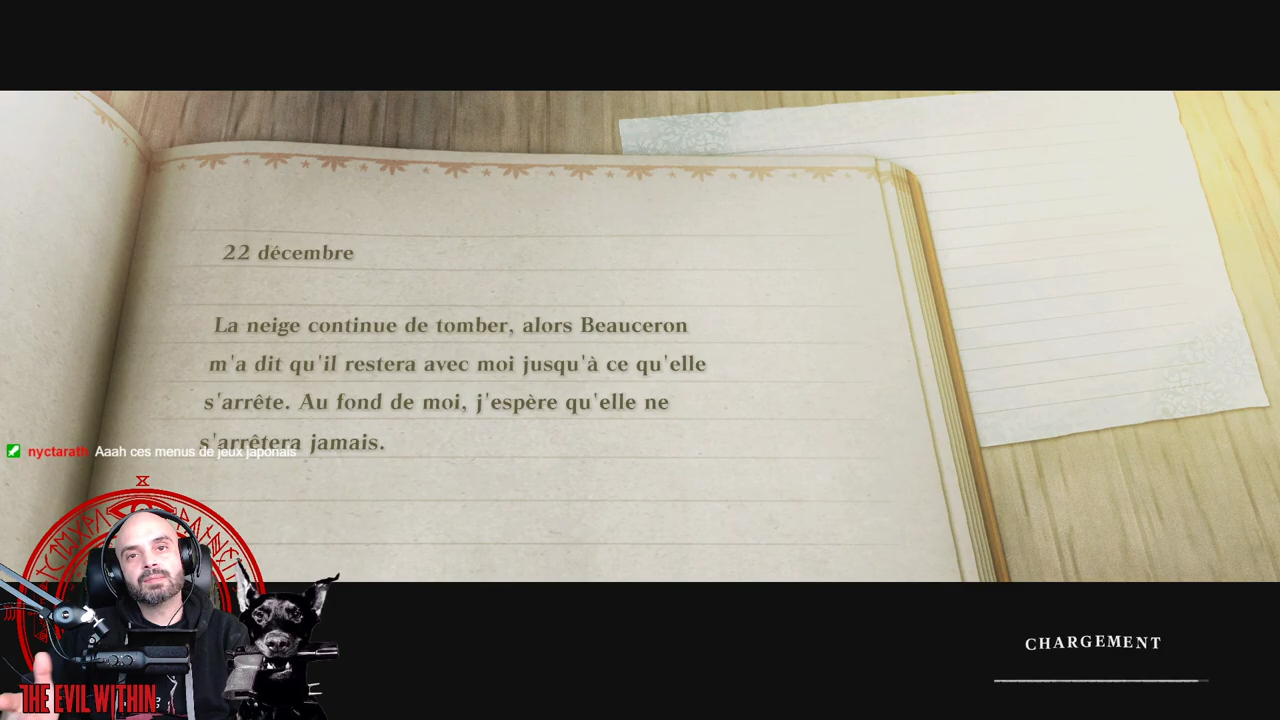 22 décembre
La neige continue de tomber, alors Beauceron
m'a dit qu'il restera avec moi jusqu'à ce qu'elle
s'arrête. Au fond de moi, j'espère qu'elle ne
s'arrêtera jamais.
nyctarath Aaah ces menus de jeux japonais
CHARGEMENT
THE EVIL WITHIN